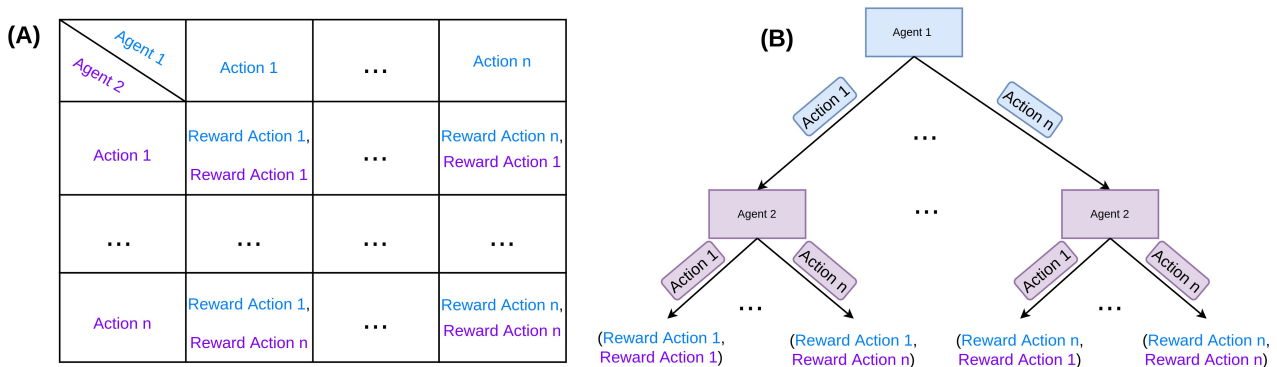 (A)
Agent 1
Agent 2
Action 1
...
Action n
Action 1
Reward Action 1,
Reward Action 1
...
Reward Action n,
Reward Action 1
...
...
...
...
Action n
Reward Action 1,
Reward Action n
...
Reward Action n,
Reward Action n
(B)
Agent 1
Action 1
Action n
...
Agent 2
...
Agent 2
Action 1
Action n
Action 1
Action n
...
...
(Reward Action 1,
Reward Action 1)
(Reward Action 1,
Reward Action n)
(Reward Action n,
Reward Action 1)
(Reward Action n,
Reward Action n)